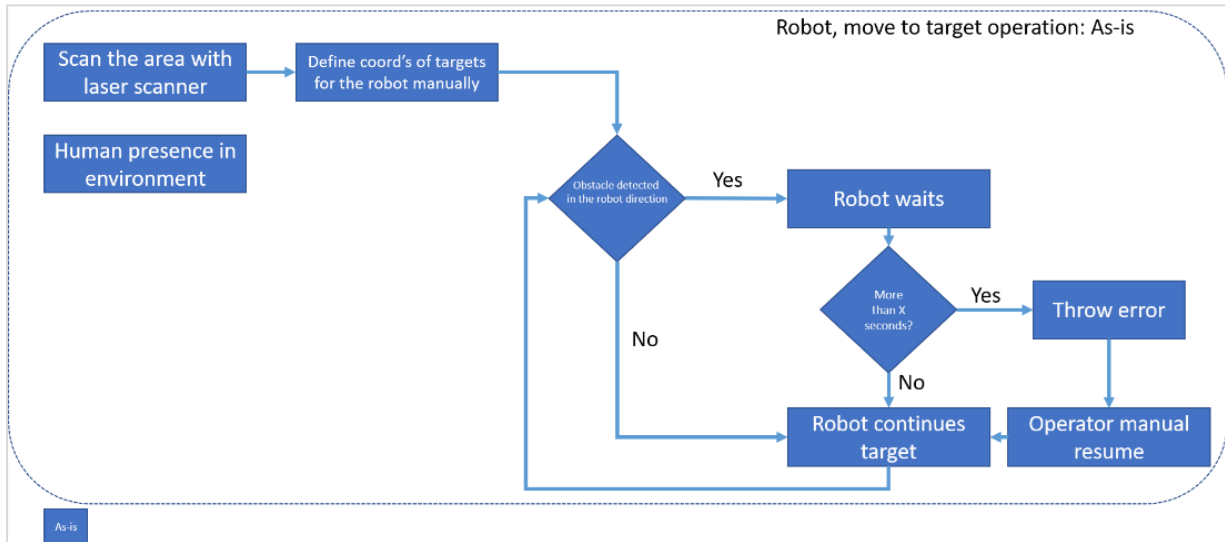 Robot, move to target operation: As-is
Scan the area with
laser scanner
Define coord's of targets
for the robot manually
Human presence in
environment
Obstacle detected
in the robot direction
Yes
Robot waits
More
than X
seconds?
Yes
Throw error
No
No
Robot continues
target
Operator manual
resume
As-is